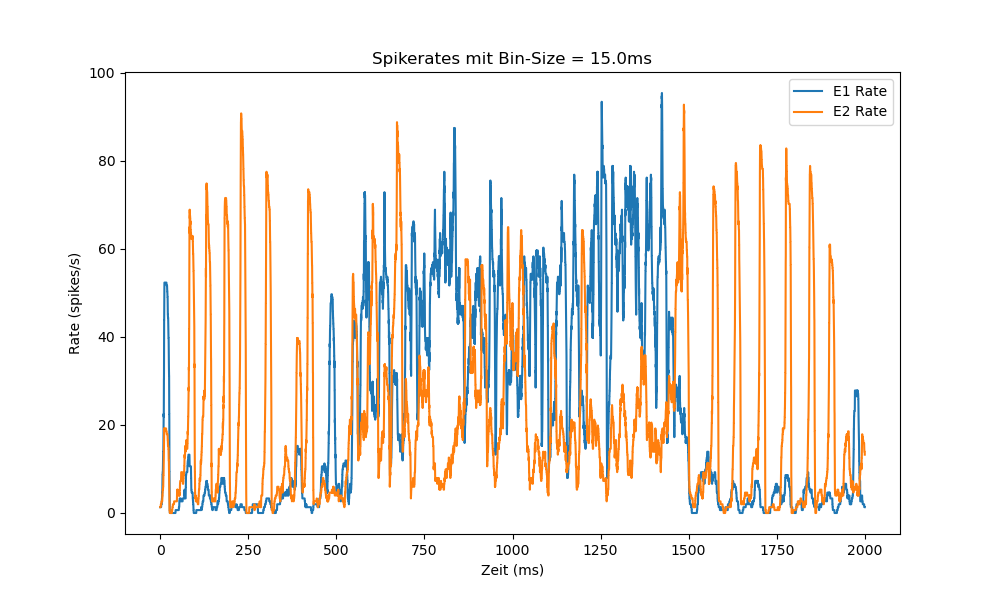 Spikerates mit Bin-Size = 15.0ms
E1 Rate
E2 Rate
Rate (spikes/s)
100
80
60
40
20
0
0 250 500 750 1000 1250 1500 1750 2000
Zeit (ms)